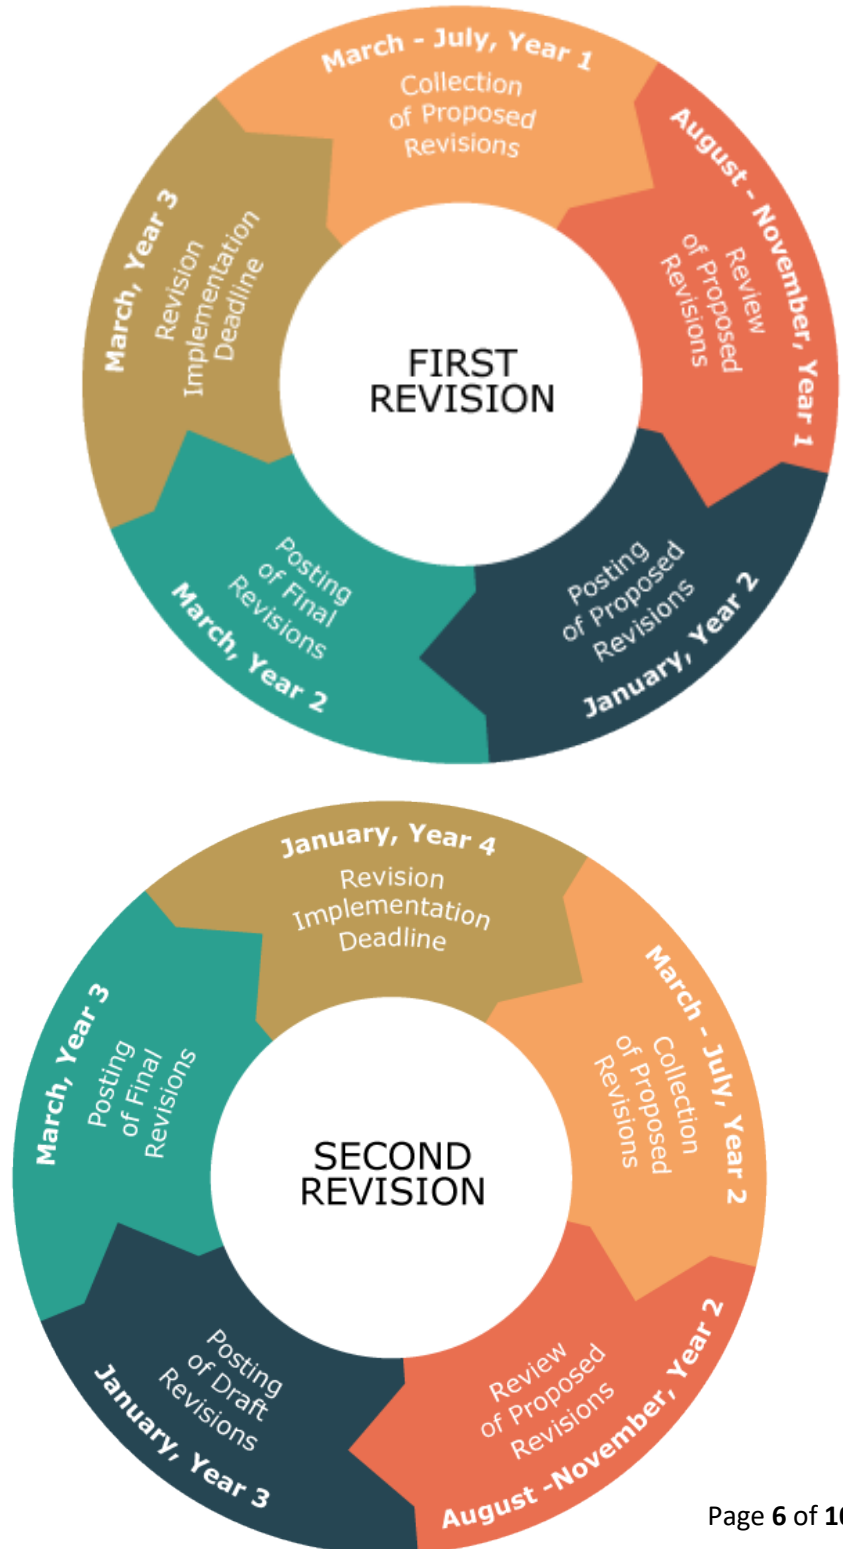 March - July, Year 1
Collection
of Proposed
Revisions
August - November, Year 1
Review
of Proposed
Revisions
January, Year 2
Posting
of Proposed
Revisions
March, Year 2
Posting
of Final
Revisions
March, Year 3
Revision
Implementation
Deadline
FIRST
REVISION
January, Year 4
Revision
Implementation
Deadline
March - July, Year 2
Collection
of Proposed
Revisions
August -November, Year 2
Review
of Proposed
Revisions
January, Year 3
Posting
of Draft
Revisions
March, Year 3
Posting
of Final
Revisions
SECOND
REVISION
Page 6 of